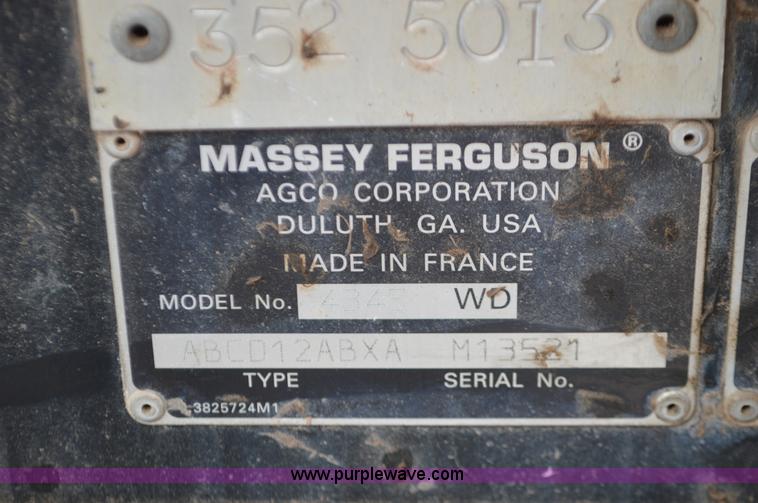 352 5013
MASSEY FERGUSON®
AGCO CORPORATION
DULUTH, GA. USA
MADE IN FRANCE
MODEL No. 4345 WD
ABCD12ABXA M13521
TYPE SERIAL No.
3825724M1
www.purplewave.com